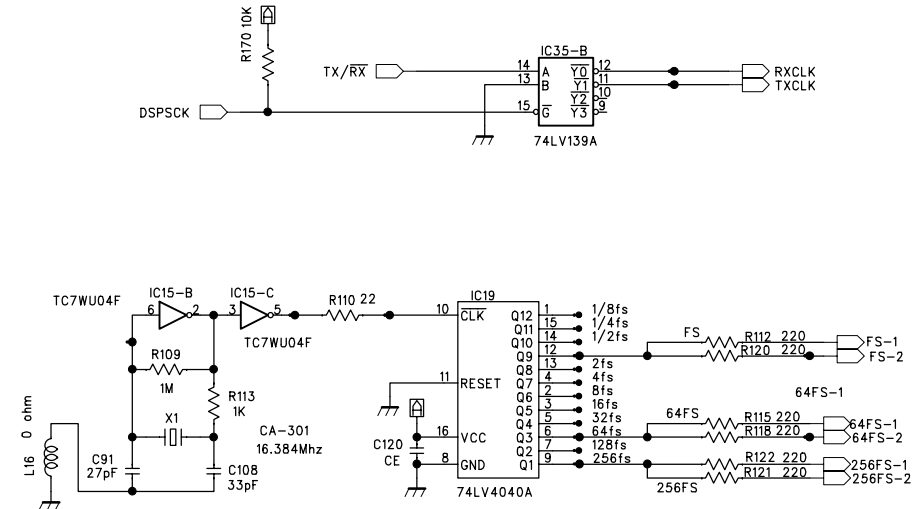 R170 10K
A
TX/RX
DSPSCK
IC35-B
14 A Y0 12
13 B Y1 11
Y2 10
15 G Y3 9
74LV139A
RXCLK
TXCLK
TC7WU04F
IC15-B
6 2
IC15-C
3 5
TC7WU04F
R110 22
R109
1M
R113
1K
X1
CA-301
16.384Mhz
L16 0 ohm
C91
27pF
C108
33pF
IC19
10 CLK
11 RESET
A
16 VCC
8 GND
C120
CE
Q12 1 1/8fs
Q11 15 1/4fs
Q10 14 1/2fs
Q9 12
Q8 13 2fs
Q7 4 4fs
Q6 2 8fs
Q5 3 16fs
Q4 5 32fs
Q3 6 64fs
Q2 7 128fs
Q1 9 256fs
74LV4040A
FS R112 220 FS-1
R120 220 FS-2
64FS-1
64FS R115 220 64FS-1
R118 220 64FS-2
R122 220 256FS-1
256FS R121 220 256FS-2